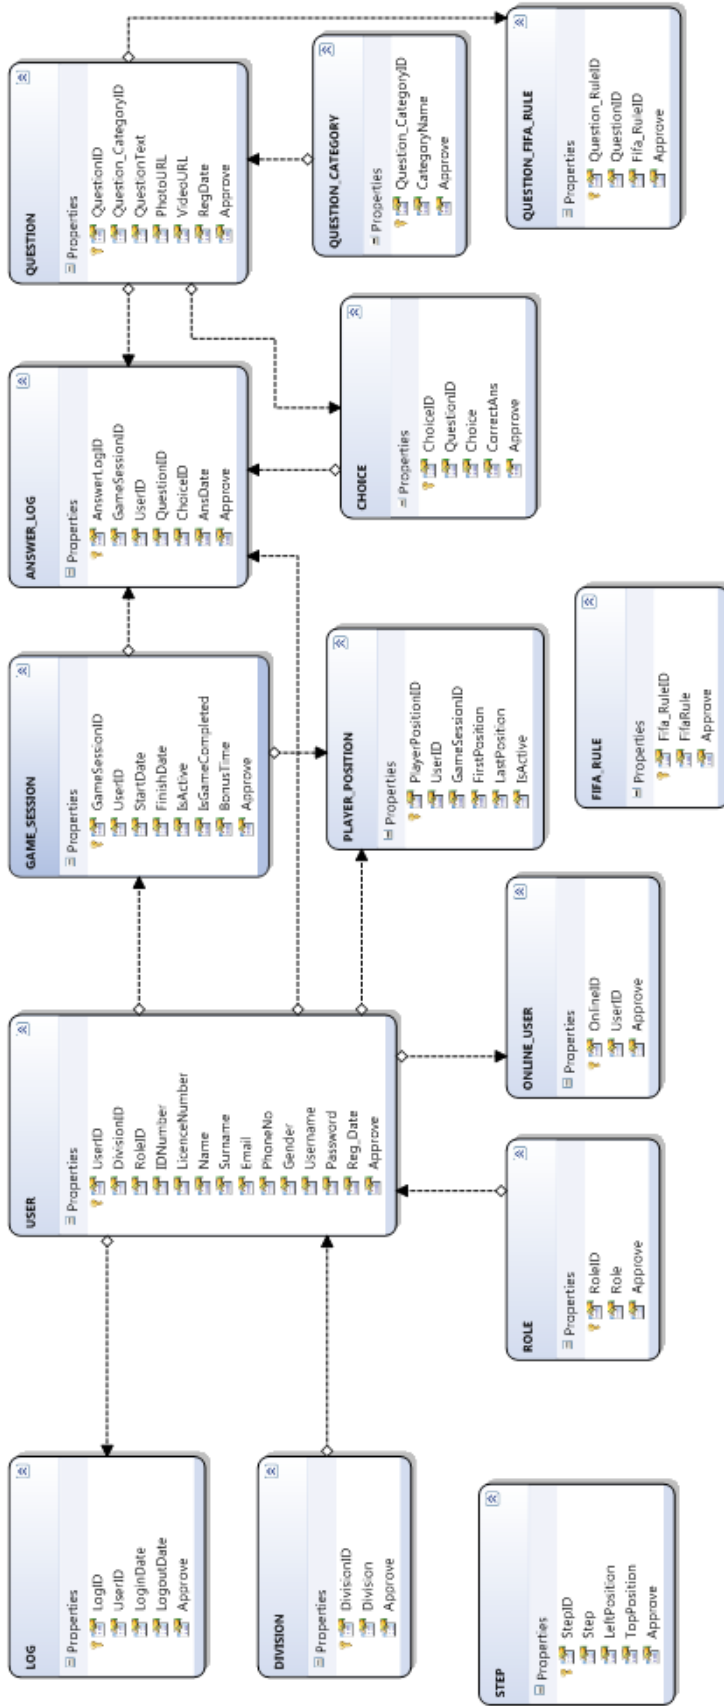 LOG
Properties
LogID
UserID
LoginDate
LogoutDate
Approve
USER
Properties
UserID
DivisionID
RoleID
IDNumber
LicenceNumber
Name
Surname
Email
PhoneNo
Gender
Username
Password
Reg_Date
Approve
GAME_SESSION
Properties
GameSessionID
UserID
StartDate
FinishDate
IsActive
IsGameCompleted
BonusTime
Approve
ANSWER_LOG
Properties
AnswerLogID
GameSessionID
UserID
QuestionID
ChoiceID
AnsDate
Approve
QUESTION
Properties
QuestionID
Question_CategoryID
QuestionText
PhotoURL
VideoURL
RegDate
Approve
DIVISION
Properties
DivisionID
Division
Approve
PLAYER_POSITION
Properties
PlayerPositionID
UserID
GameSessionID
FirstPosition
LastPosition
IsActive
CHOICE
Properties
ChoiceID
QuestionID
Choice
CorrectAns
Approve
QUESTION_CATEGORY
Properties
Question_CategoryID
CategoryName
Approve
STEP
Properties
StepID
Step
LeftPosition
TopPosition
Approve
ROLE
Properties
RoleID
Role
Approve
ONLINE_USER
Properties
OnlineID
UserID
Approve
FIFA_RULE
Properties
Fifa_RuleID
FifaRule
Approve
QUESTION_FIFA_RULE
Properties
Question_RuleID
QuestionID
Fifa_RuleID
Approve